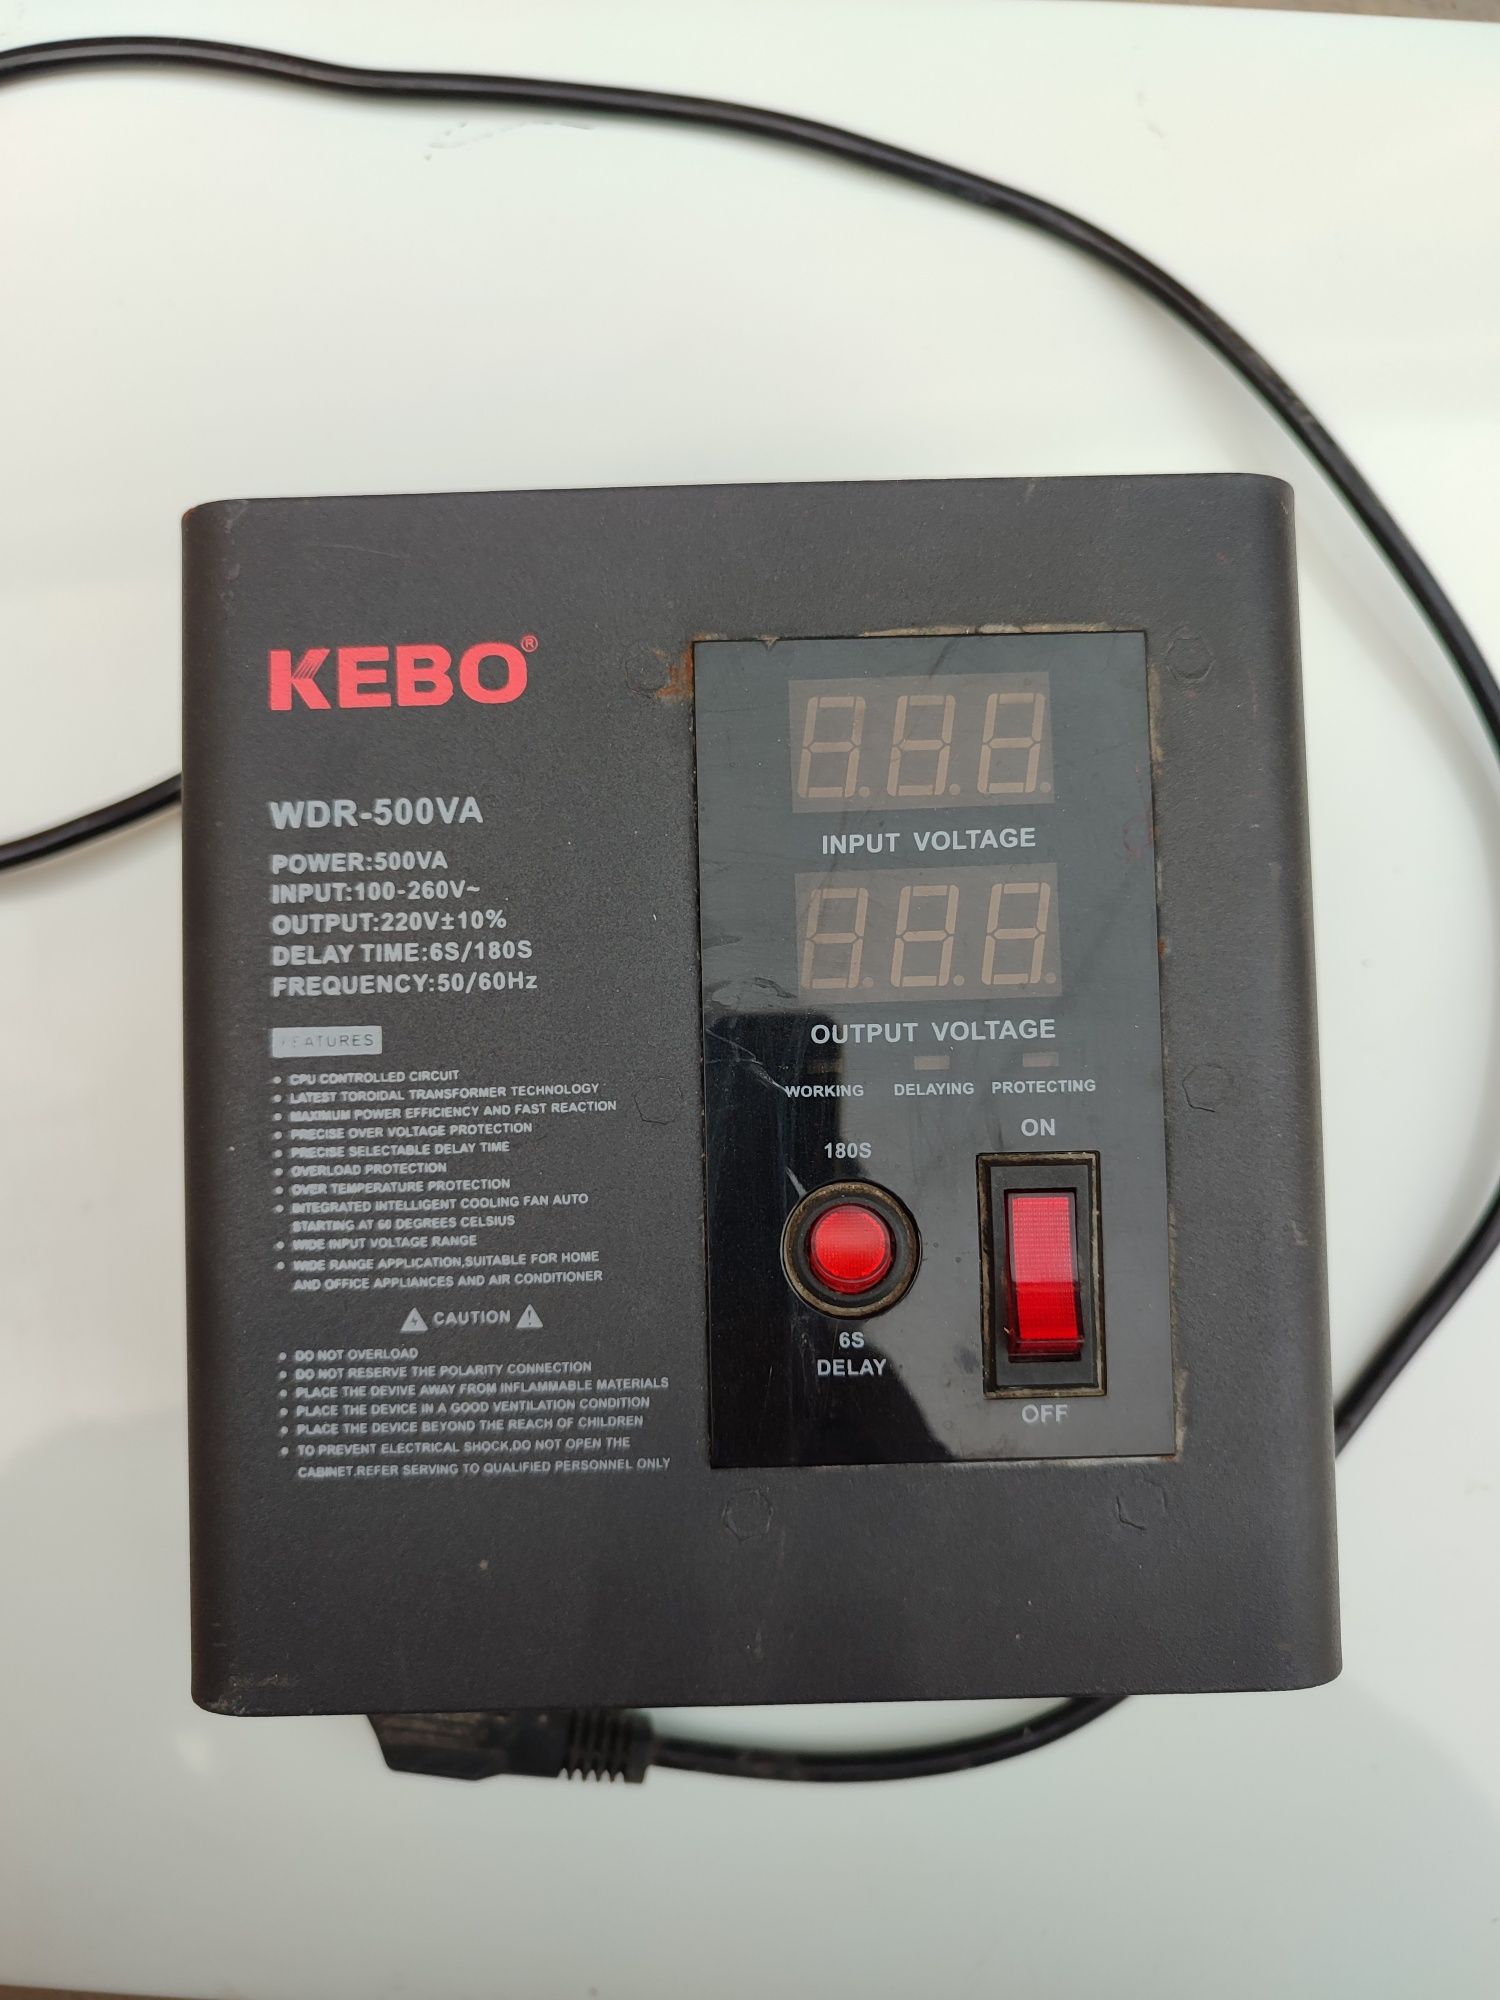 KEBO®
WDR-500VA
POWER:500VA
INPUT:100-260V~
OUTPUT:220V±10%
DELAY TIME:6S/180S
FREQUENCY:50/60Hz
FEATURES
• CPU CONTROLLED CIRCUIT
• LATEST TOROIDAL TRANSFORMER TECHNOLOGY
• MAXIMUM POWER EFFICIENCY AND FAST REACTION
• PRECISE OVER VOLTAGE PROTECTION
• PRECISE SELECTABLE DELAY TIME
• OVERLOAD PROTECTION
• OVER TEMPERATURE PROTECTION
• INTEGRATED INTELLIGENT COOLING FAN AUTO
STARTING AT 60 DEGREES CELSIUS
• WIDE INPUT VOLTAGE RANGE
• WIDE RANGE APPLICATION,SUITABLE FOR HOME
AND OFFICE APPLIANCES AND AIR CONDITIONER
CAUTION
• DO NOT OVERLOAD
• DO NOT RESERVE THE POLARITY CONNECTION
• PLACE THE DEVIVE AWAY FROM INFLAMMABLE MATERIALS
• PLACE THE DEVICE IN A GOOD VENTILATION CONDITION
• PLACE THE DEVICE BEYOND THE REACH OF CHILDREN
• TO PREVENT ELECTRICAL SHOCK,DO NOT OPEN THE
CABINET.REFER SERVING TO QUALIFIED PERSONNEL ONLY
INPUT VOLTAGE
OUTPUT VOLTAGE
WORKING DELAYING PROTECTING
180S
6S
DELAY
ON
OFF